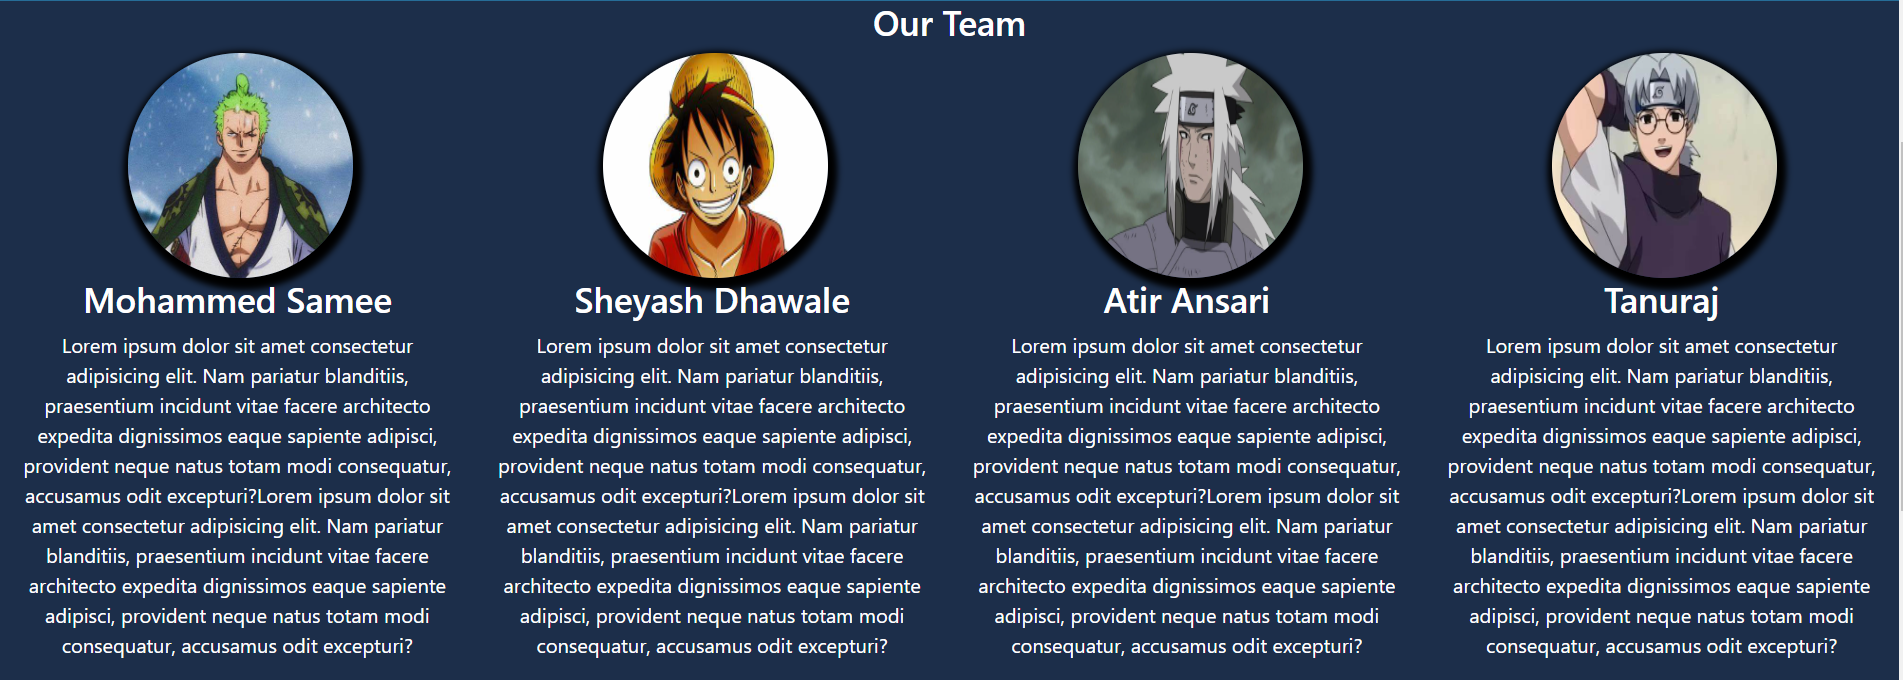 Our Team
Mohammed Samee
Lorem ipsum dolor sit amet consectetur
adipisicing elit. Nam pariatur blanditiis,
praesentium incidunt vitae facere architecto
expedita dignissimos eaque sapiente adipisci,
provident neque natus totam modi consequatur,
accusamus odit excepturi?Lorem ipsum dolor sit
amet consectetur adipisicing elit. Nam pariatur
blanditiis, praesentium incidunt vitae facere
architecto expedita dignissimos eaque sapiente
adipisci, provident neque natus totam modi
consequatur, accusamus odit excepturi?
Sheyash Dhawale
Lorem ipsum dolor sit amet consectetur
adipisicing elit. Nam pariatur blanditiis,
praesentium incidunt vitae facere architecto
expedita dignissimos eaque sapiente adipisci,
provident neque natus totam modi consequatur,
accusamus odit excepturi?Lorem ipsum dolor sit
amet consectetur adipisicing elit. Nam pariatur
blanditiis, praesentium incidunt vitae facere
architecto expedita dignissimos eaque sapiente
adipisci, provident neque natus totam modi
consequatur, accusamus odit excepturi?
Atir Ansari
Lorem ipsum dolor sit amet consectetur
adipisicing elit. Nam pariatur blanditiis,
praesentium incidunt vitae facere architecto
expedita dignissimos eaque sapiente adipisci,
provident neque natus totam modi consequatur,
accusamus odit excepturi?Lorem ipsum dolor sit
amet consectetur adipisicing elit. Nam pariatur
blanditiis, praesentium incidunt vitae facere
architecto expedita dignissimos eaque sapiente
adipisci, provident neque natus totam modi
consequatur, accusamus odit excepturi?
Tanuraj
Lorem ipsum dolor sit amet consectetur
adipisicing elit. Nam pariatur blanditiis,
praesentium incidunt vitae facere architecto
expedita dignissimos eaque sapiente adipisci,
provident neque natus totam modi consequatur,
accusamus odit excepturi?Lorem ipsum dolor sit
amet consectetur adipisicing elit. Nam pariatur
blanditiis, praesentium incidunt vitae facere
architecto expedita dignissimos eaque sapiente
adipisci, provident neque natus totam modi
consequatur, accusamus odit excepturi?